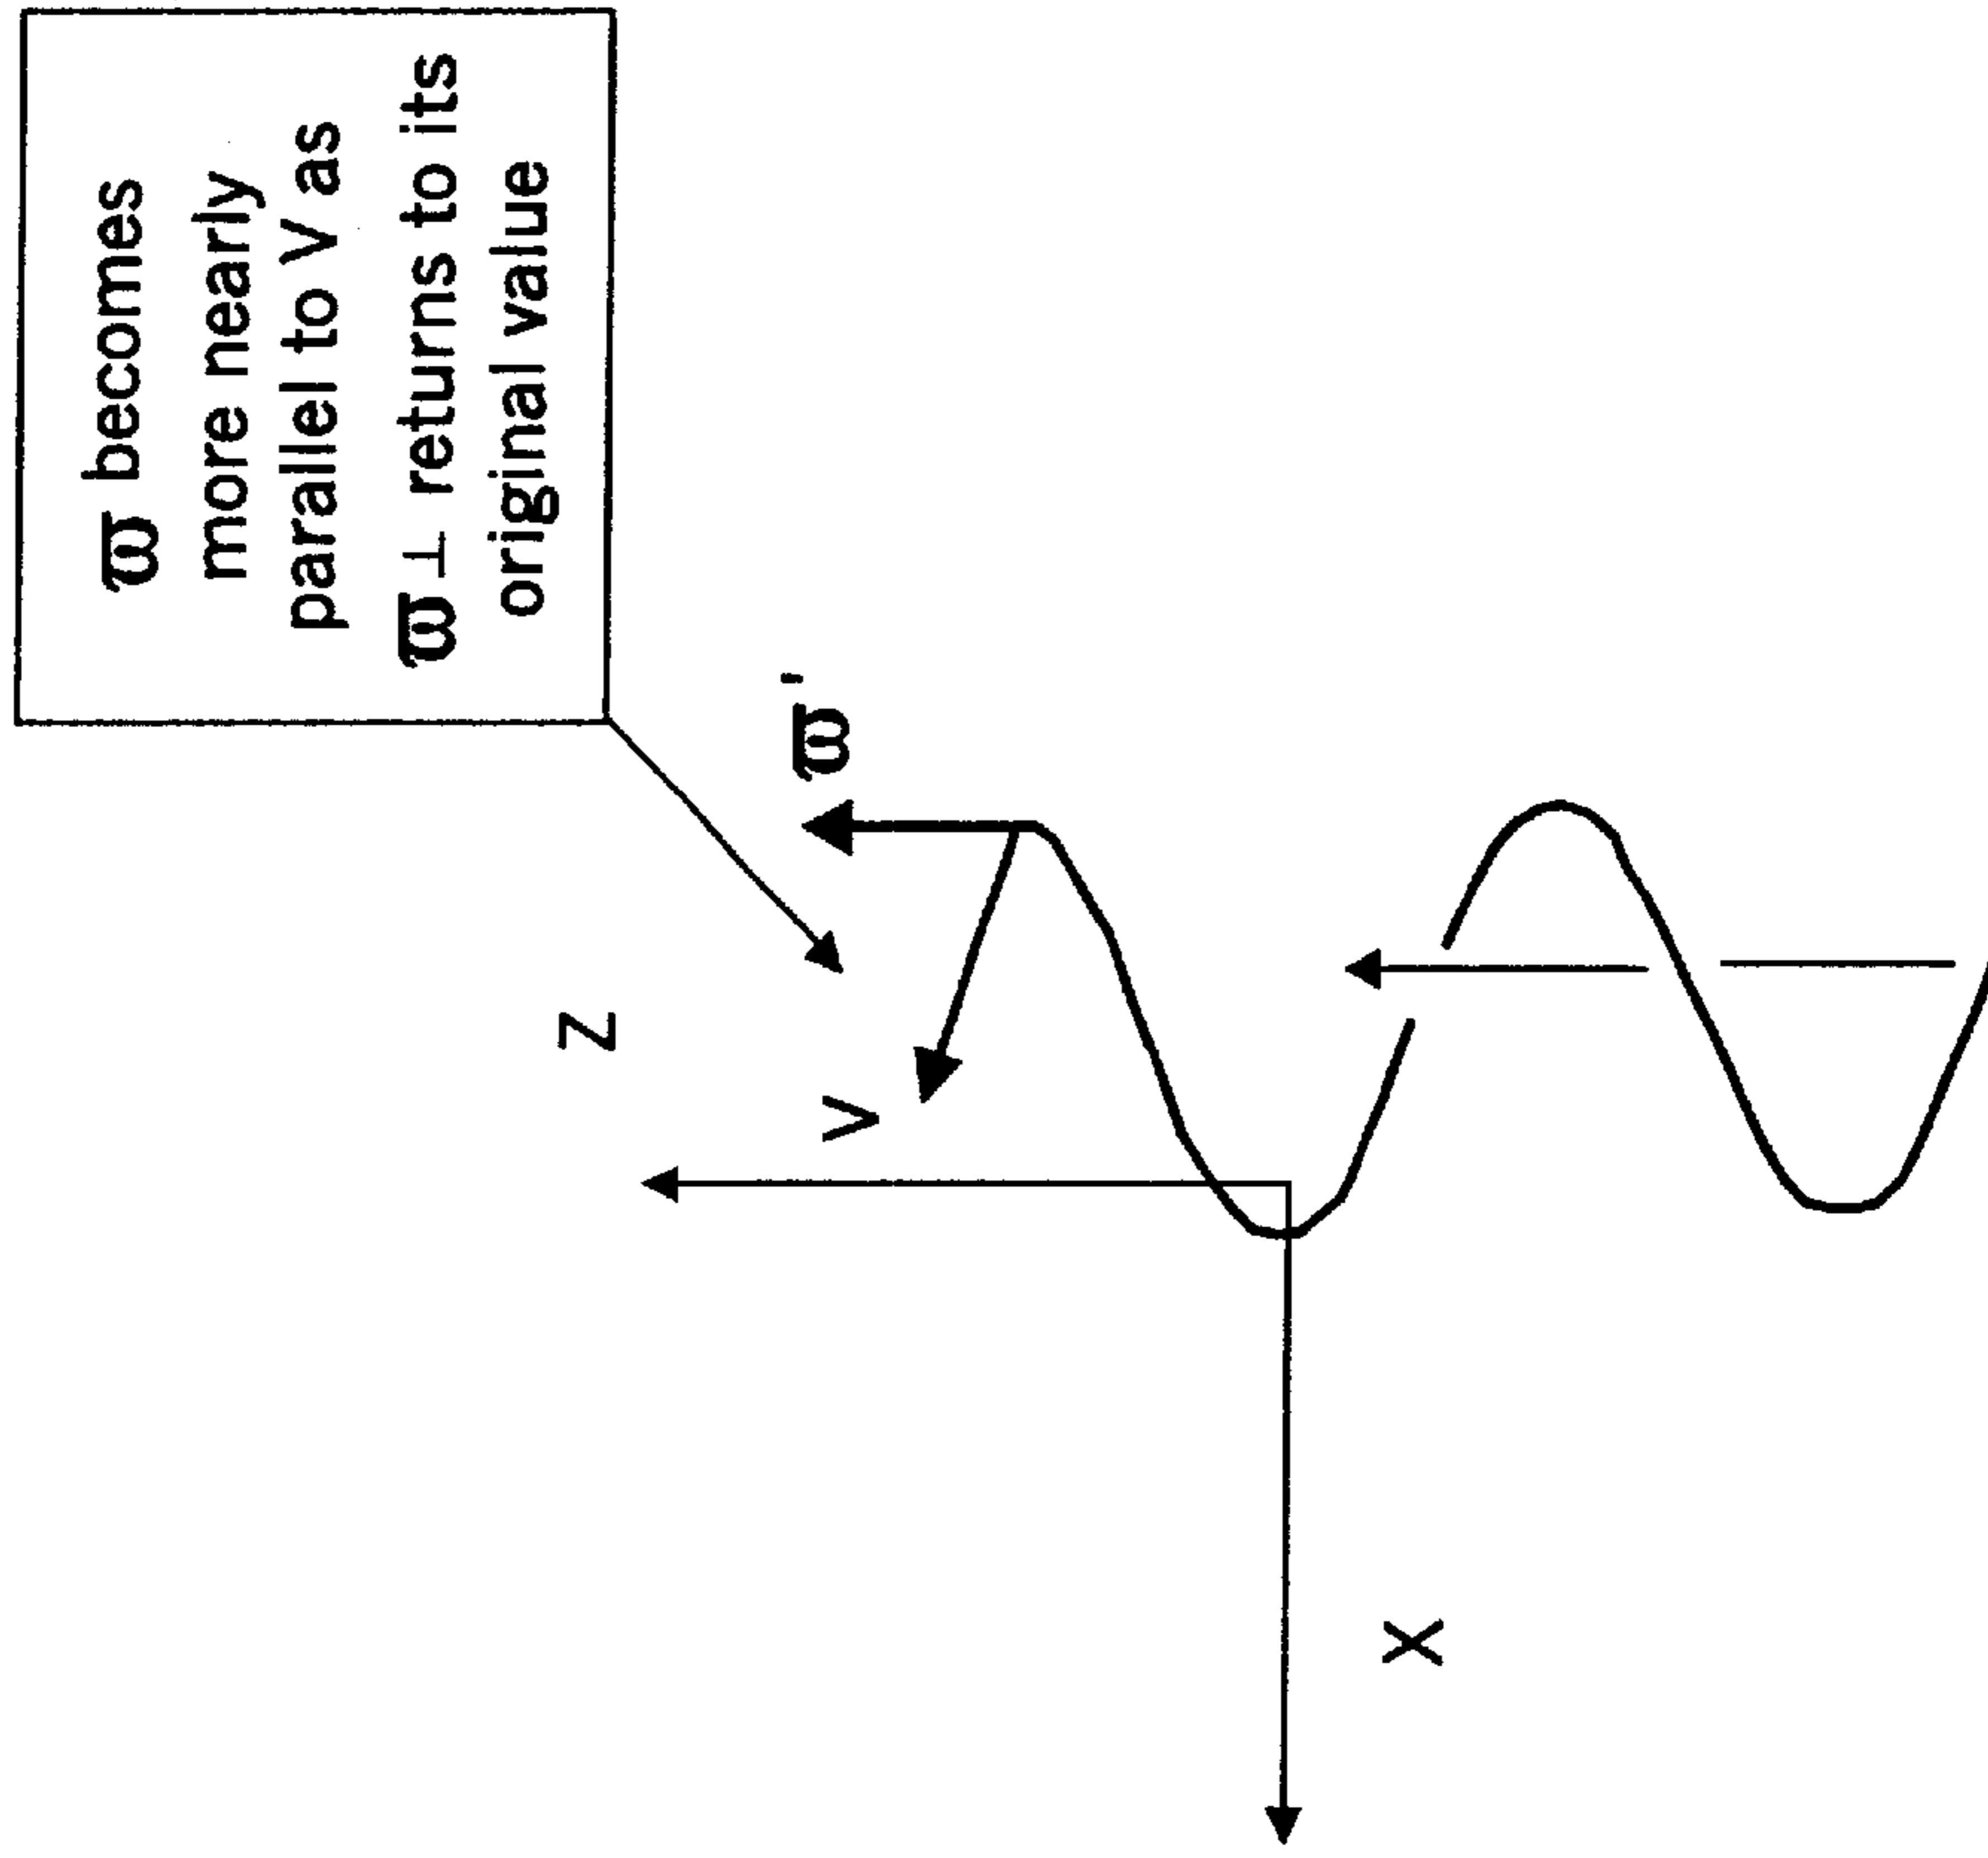 ϖ becomes
more nearly
parallel to V as
ϖ⊥ returns to its
original value
Z
ϖ'
V
X